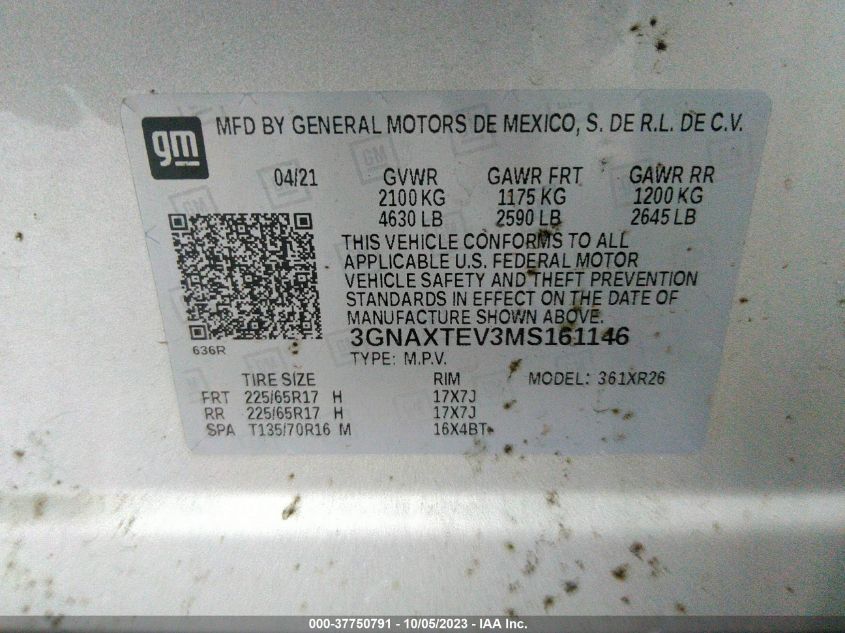 gm MFD BY GENERAL MOTORS DE MEXICO, S. DE R.L. DE C.V.
04/21 GVWR GAWR FRT GAWR RR
2100 KG 1175 KG 1200 KG
4630 LB 2590 LB 2645 LB
THIS VEHICLE CONFORMS TO ALL
APPLICABLE U.S. FEDERAL MOTOR
VEHICLE SAFETY AND THEFT PREVENTION
STANDARDS IN EFFECT ON THE DATE OF
MANUFACTURE SHOWN ABOVE.
636R 3GNAXTEV3MS161146
TYPE: M.P.V.
TIRE SIZE RIM MODEL: 361XR26
FRT 225/65R17 H 17X7J
RR 225/65R17 H 17X7J
SPA T135/70R16 M 16X4BT
000-37750791 - 10/05/2023 - IAA Inc.